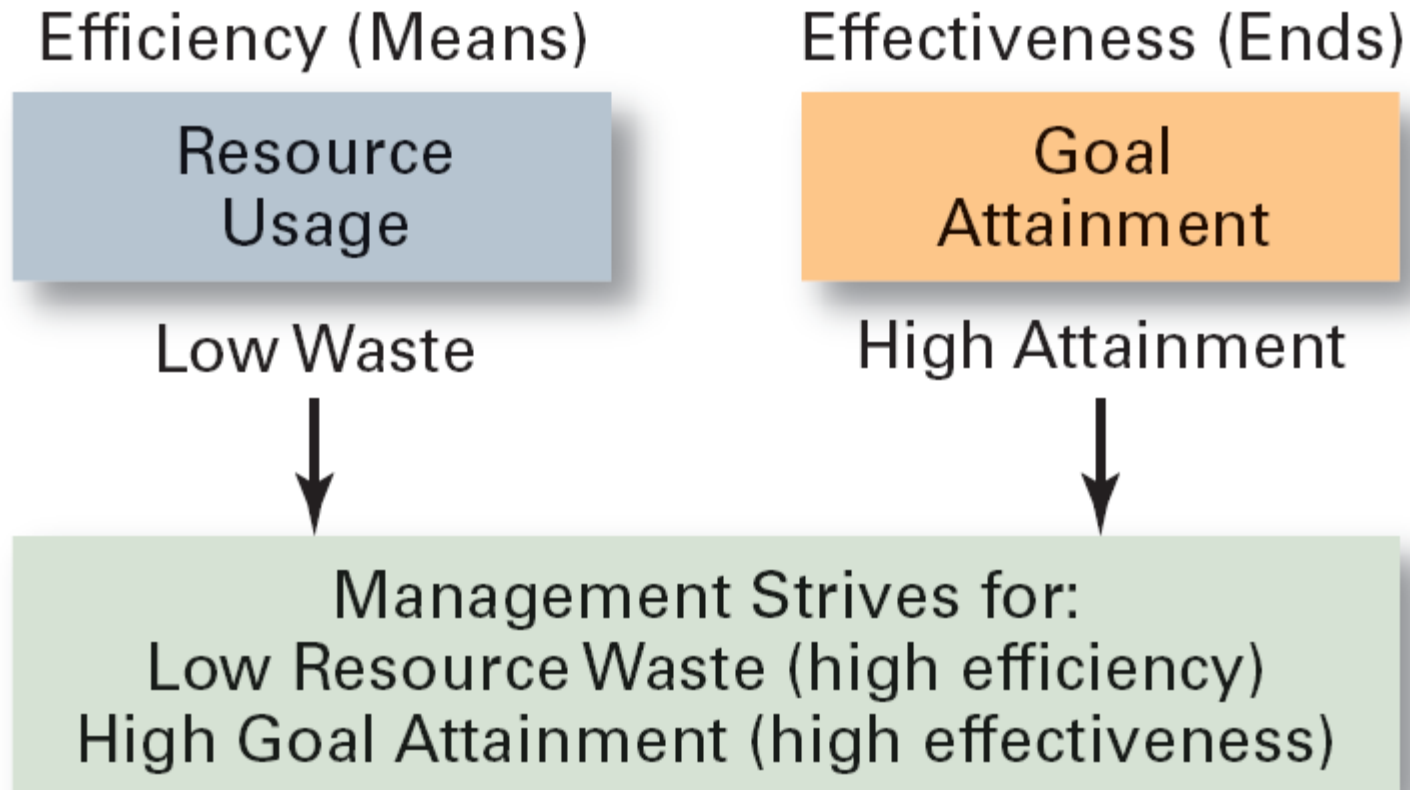 Efficiency (Means)
Resource
Usage
Low Waste
Effectiveness (Ends)
Goal
Attainment
High Attainment
Management Strives for:
Low Resource Waste (high efficiency)
High Goal Attainment (high effectiveness)